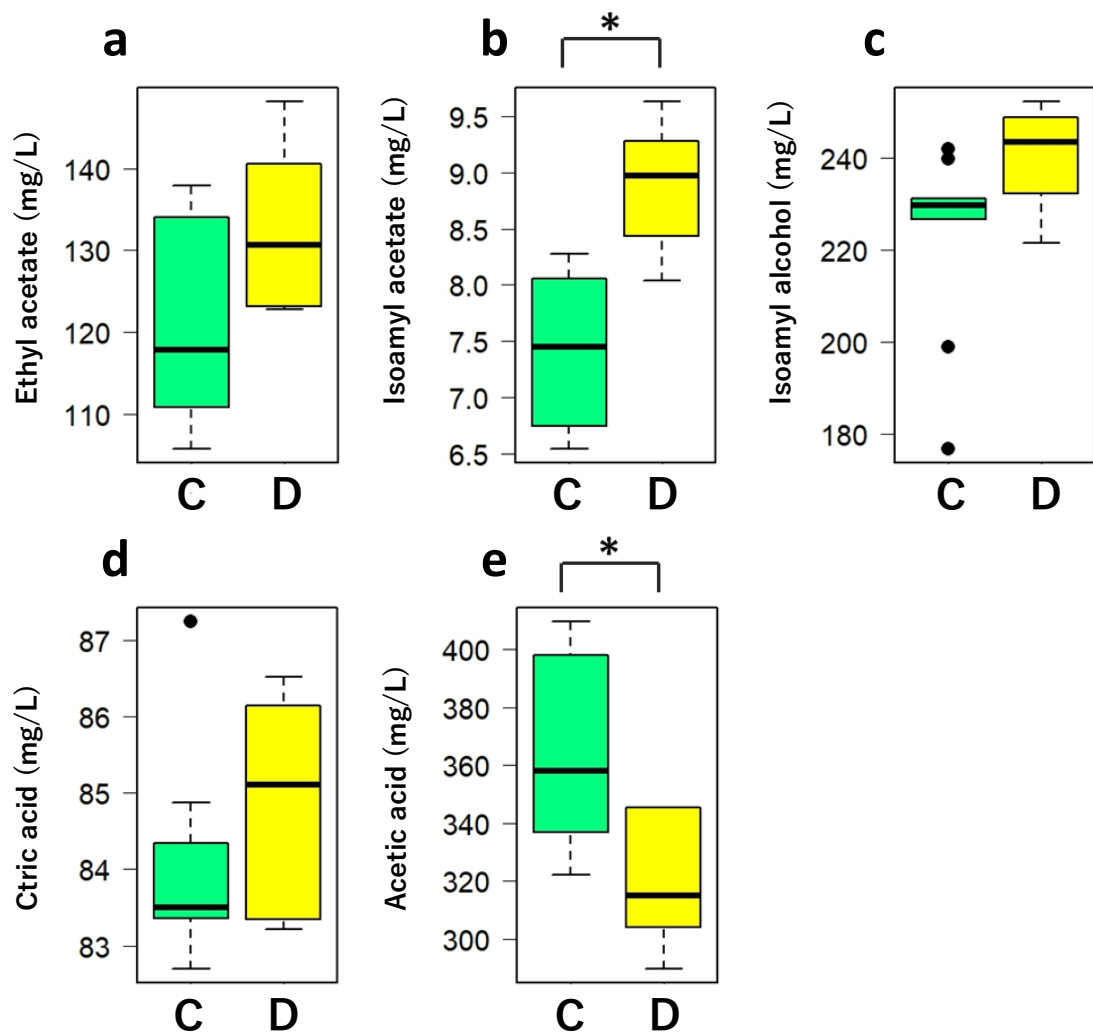 a
b
c
*
Ethyl acetate (mg/L)
140
130
120
110
C
D
Isoamyl acetate (mg/L)
9.5
9.0
8.5
8.0
7.5
7.0
6.5
C
D
Isoamyl alcohol (mg/L)
240
220
200
180
C
D
d
e
*
Ctric acid (mg/L)
87
86
85
84
83
C
D
Acetic acid (mg/L)
400
380
360
340
320
300
C
D